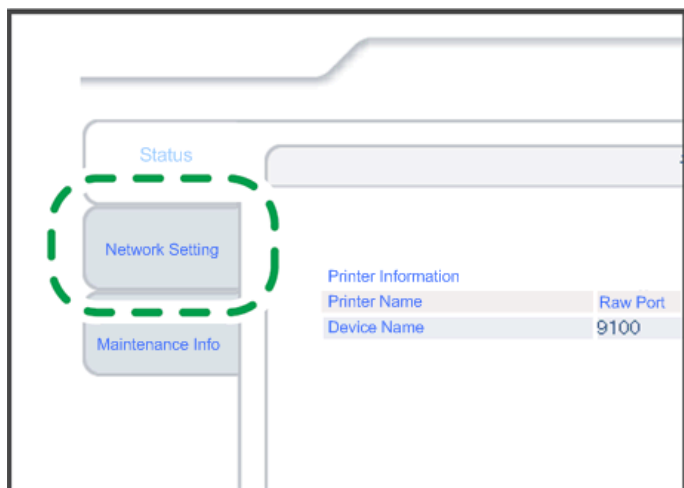 Status
Network Setting
Maintenance Info
Printer Information
Printer Name Raw Port
Device Name 9100